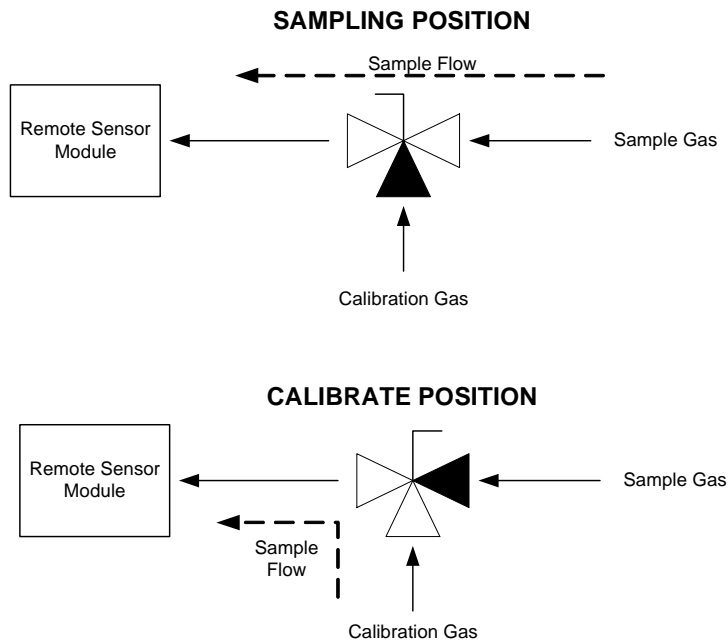 SAMPLING POSITION
Sample Flow
Remote Sensor
Module
Sample Gas
Calibration Gas
CALIBRATE POSITION
Remote Sensor
Module
Sample Gas
Sample
Flow
Calibration Gas